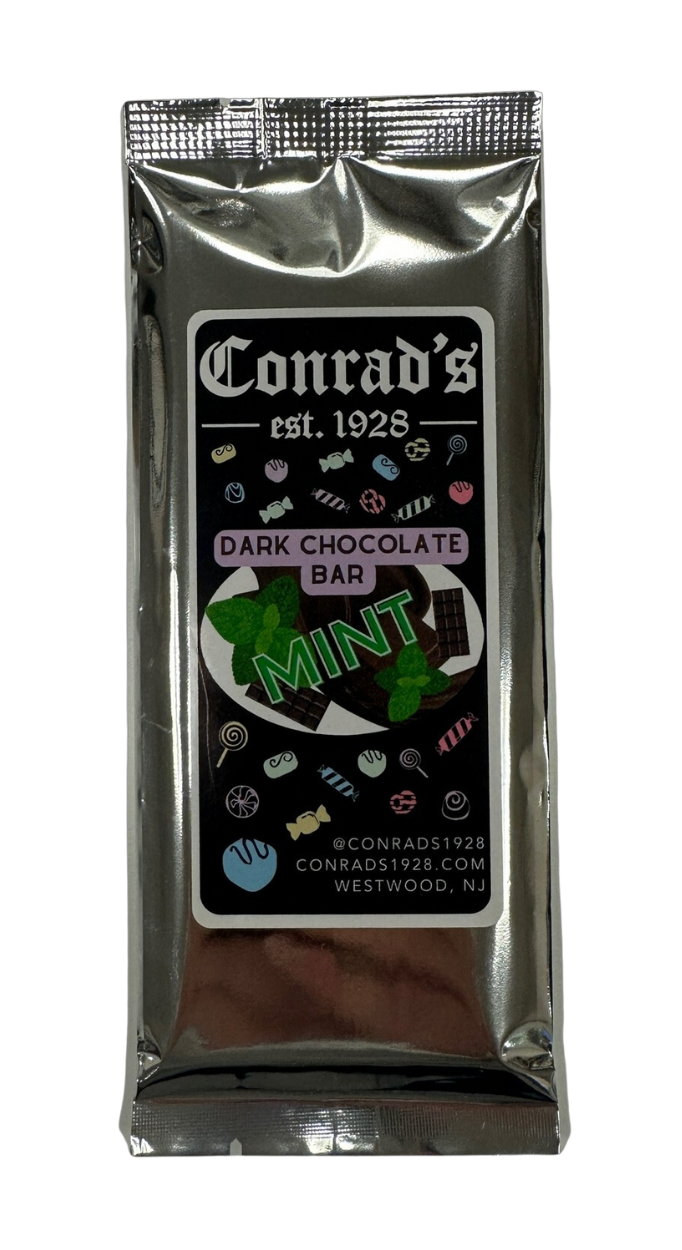 Conrad's
est. 1928
DARK CHOCOLATE
BAR
MINT
@CONRADS1928
CONRADS1928.COM
WESTWOOD, NJ